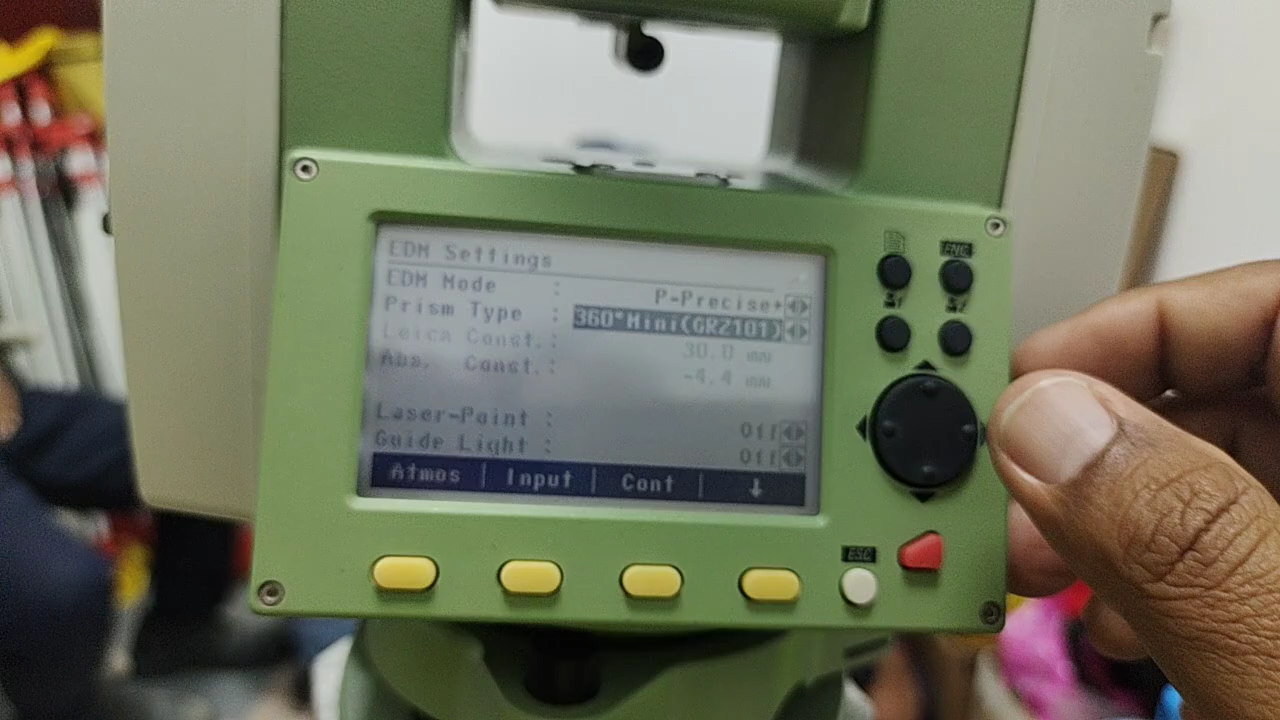 EDM Settings
EDM Mode : P-Precise+
Prism Type : 360°Mini(GRZ101)
Leica Const.: 30.0 mm
Abs. Const.: -4.4 mm
Laser-Point : Off
Guide Light : Off
Atmos | Input | Cont | ↓
FNC
ESC